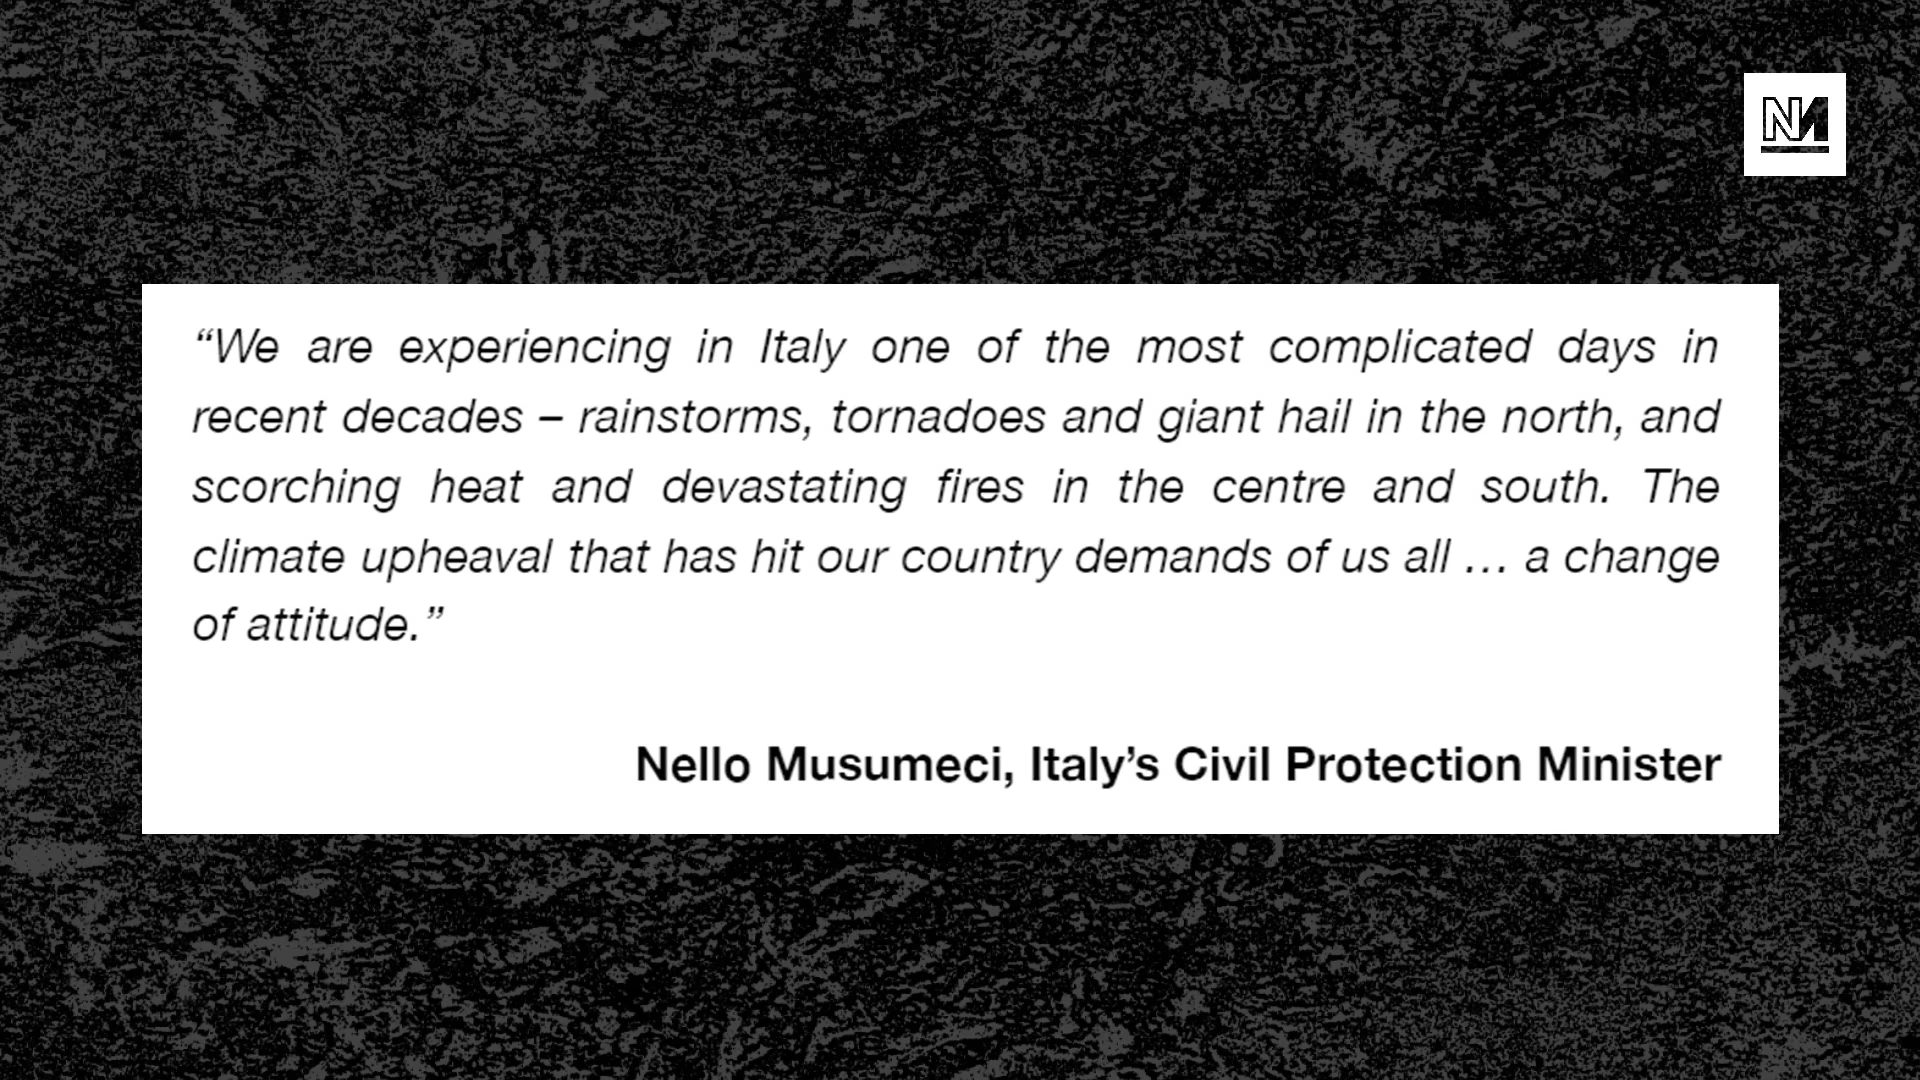 NM
“We are experiencing in Italy one of the most complicated days in
recent decades – rainstorms, tornadoes and giant hail in the north, and
scorching heat and devastating fires in the centre and south. The
climate upheaval that has hit our country demands of us all … a change
of attitude.”
Nello Musumeci, Italy’s Civil Protection Minister